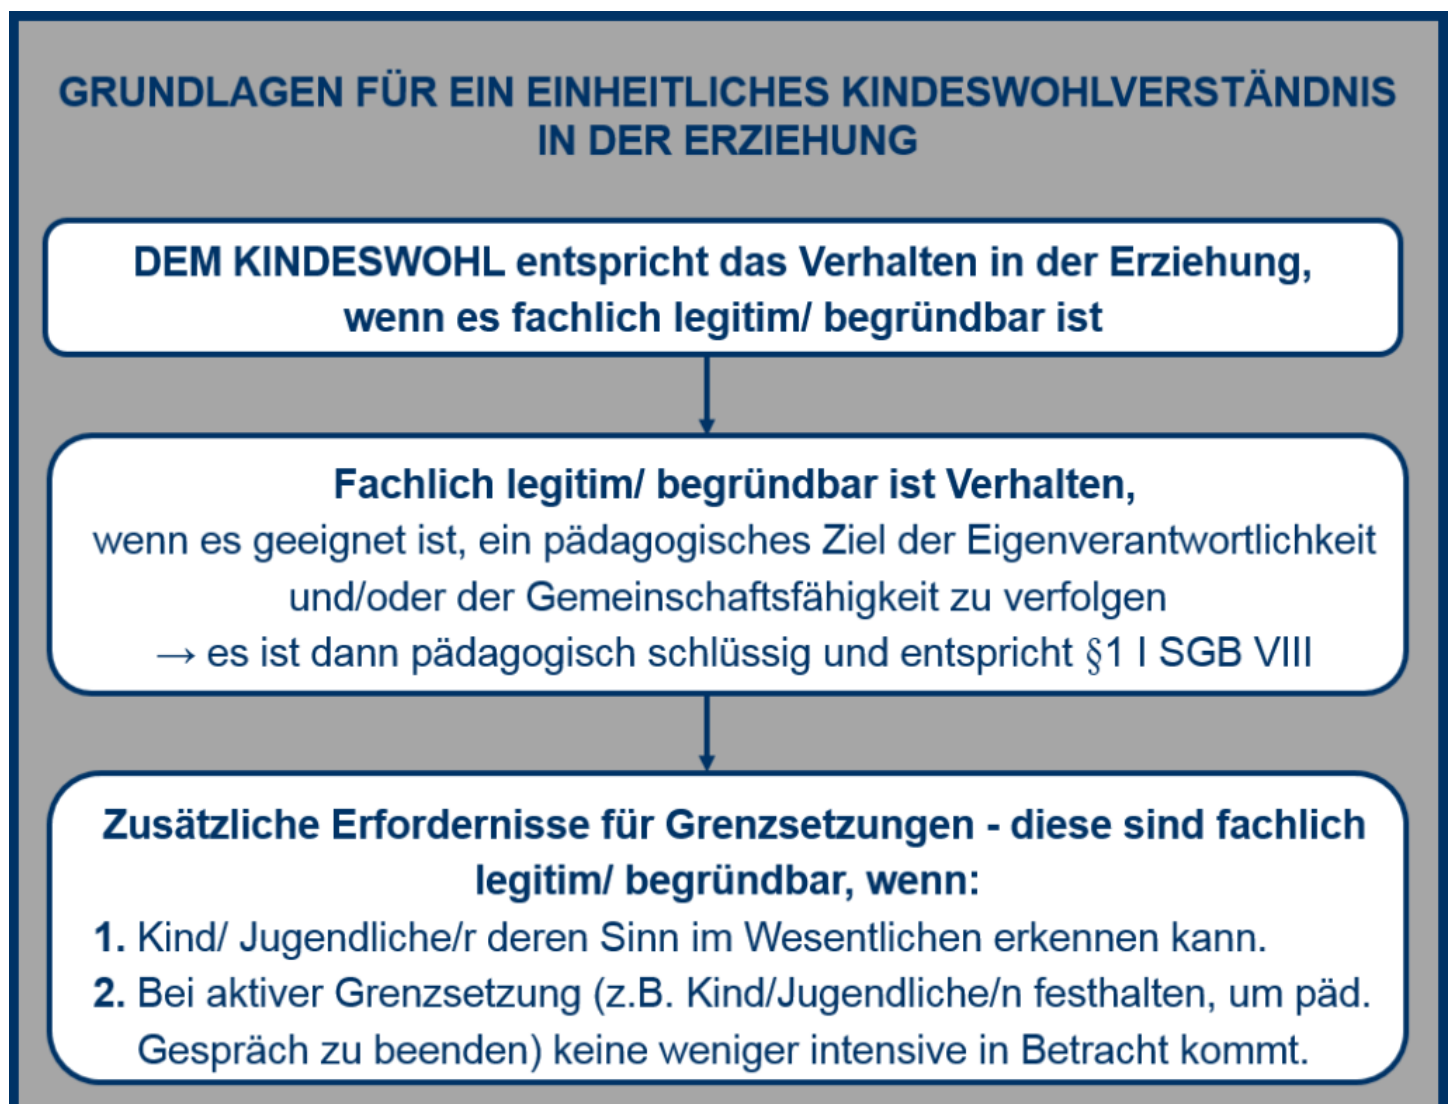 GRUNDLAGEN FÜR EIN EINHEITLICHES KINDESWOHLVERSTÄNDNIS
IN DER ERZIEHUNG
DEM KINDESWOHL entspricht das Verhalten in der Erziehung,
wenn es fachlich legitim/ begründbar ist
Fachlich legitim/ begründbar ist Verhalten,
wenn es geeignet ist, ein pädagogisches Ziel der Eigenverantwortlichkeit
und/oder der Gemeinschaftsfähigkeit zu verfolgen
→ es ist dann pädagogisch schlüssig und entspricht §1 I SGB VIII
Zusätzliche Erfordernisse für Grenzsetzungen - diese sind fachlich
legitim/ begründbar, wenn:
1. Kind/ Jugendliche/r deren Sinn im Wesentlichen erkennen kann.
2. Bei aktiver Grenzsetzung (z.B. Kind/Jugendliche/n festhalten, um päd.
Gespräch zu beenden) keine weniger intensive in Betracht kommt.